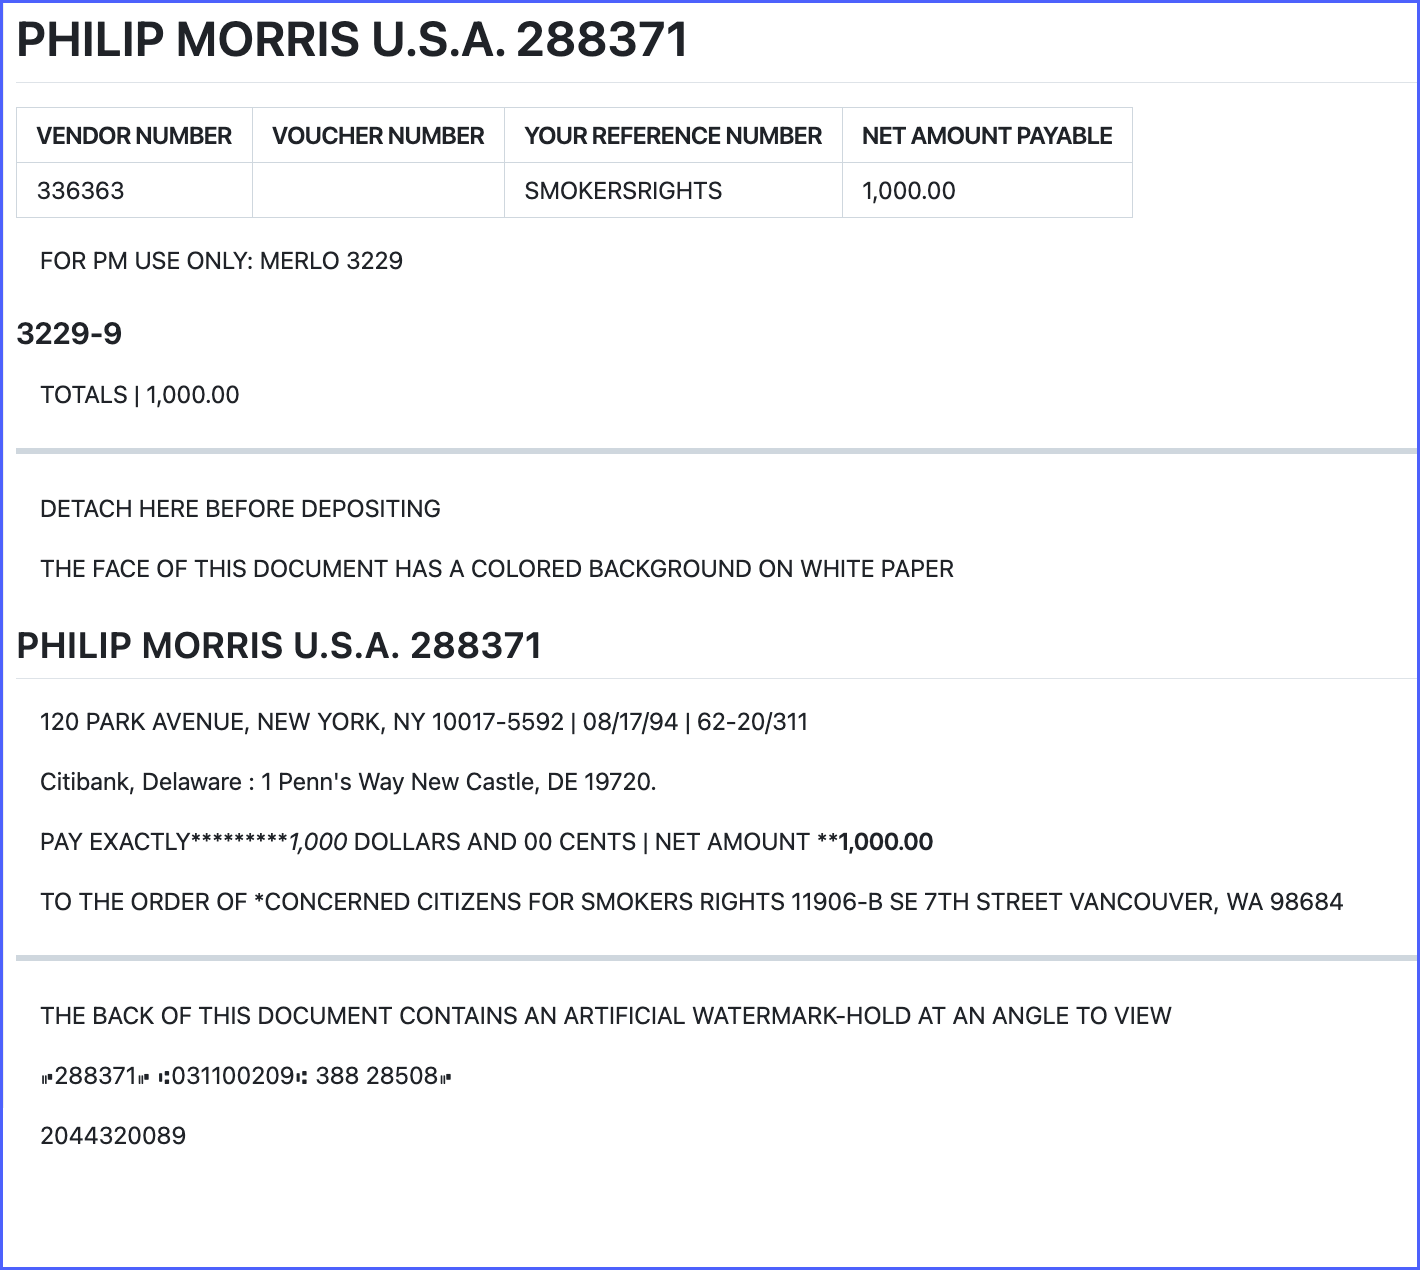 PHILIP MORRIS U.S.A. 288371
VENDOR NUMBER VOUCHER NUMBER YOUR REFERENCE NUMBER NET AMOUNT PAYABLE
336363 SMOKERSRIGHTS 1,000.00
FOR PM USE ONLY: MERLO 3229
3229-9
TOTALS | 1,000.00
DETACH HERE BEFORE DEPOSITING
THE FACE OF THIS DOCUMENT HAS A COLORED BACKGROUND ON WHITE PAPER
PHILIP MORRIS U.S.A. 288371
120 PARK AVENUE, NEW YORK, NY 10017-5592 | 08/17/94 | 62-20/311
Citibank, Delaware : 1 Penn's Way New Castle, DE 19720.
PAY EXACTLY*********1,000 DOLLARS AND 00 CENTS | NET AMOUNT **1,000.00
TO THE ORDER OF *CONCERNED CITIZENS FOR SMOKERS RIGHTS 11906-B SE 7TH STREET VANCOUVER, WA 98684
THE BACK OF THIS DOCUMENT CONTAINS AN ARTIFICIAL WATERMARK-HOLD AT AN ANGLE TO VIEW
⑈288371⑈ ⑆031100209⑆ 388 28508⑈
2044320089